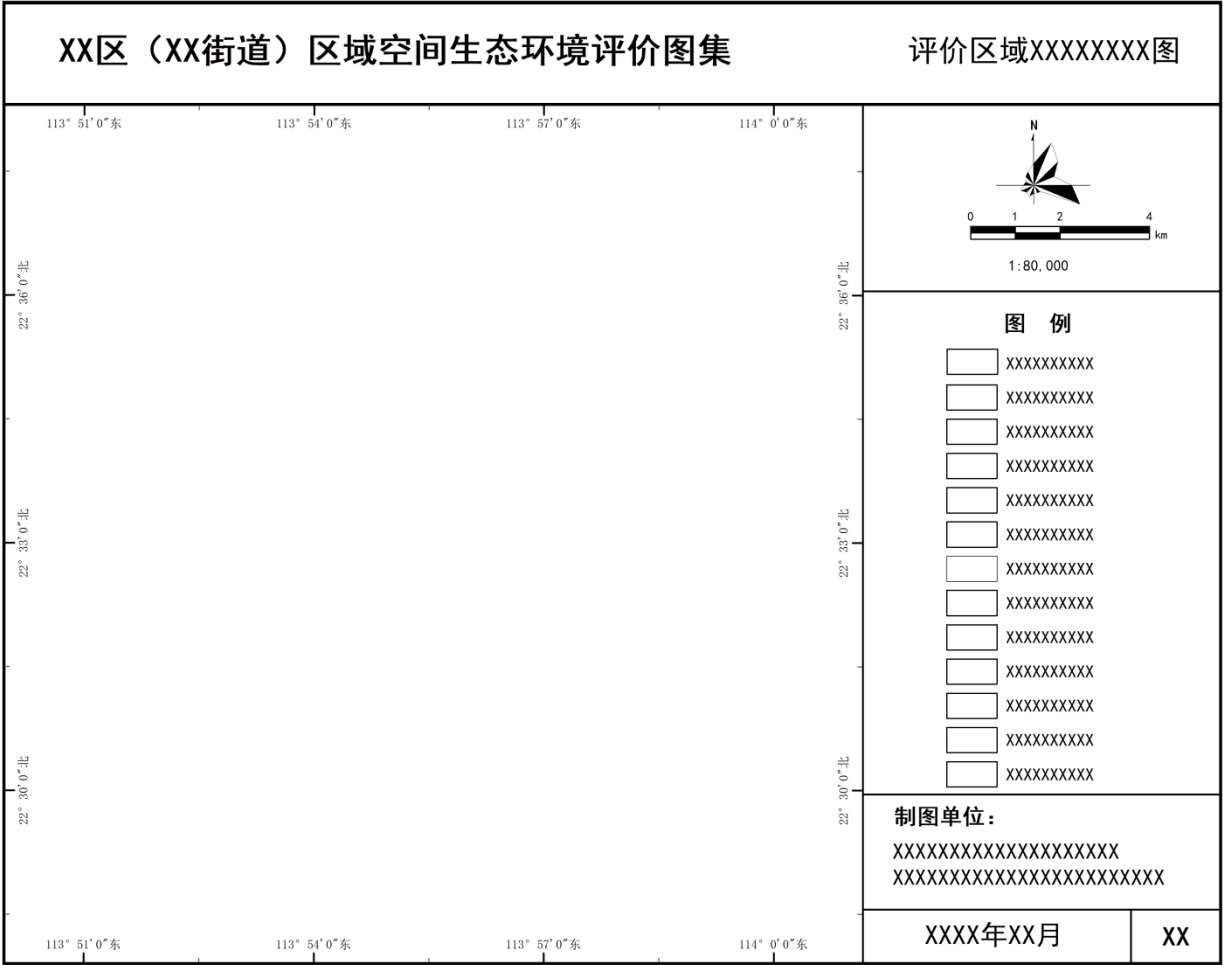 XX区（XX街道）区域空间生态环境评价图集
评价区域XXXXXXXX图
113° 51'0"东
113° 54'0"东
113° 57'0"东
114° 0'0"东
N
0 1 2 4
km
1:80,000
22° 36'0"北
22° 36'0"北
图 例
XXXXXXXXXX
XXXXXXXXXX
XXXXXXXXXX
XXXXXXXXXX
XXXXXXXXXX
XXXXXXXXXX
XXXXXXXXXX
XXXXXXXXXX
XXXXXXXXXX
XXXXXXXXXX
XXXXXXXXXX
XXXXXXXXXX
XXXXXXXXXX
22° 33'0"北
22° 33'0"北
22° 30'0"北
22° 30'0"北
制图单位：
XXXXXXXXXXXXXXXXXXXX
XXXXXXXXXXXXXXXXXXXXXXXX
113° 51'0"东
113° 54'0"东
113° 57'0"东
114° 0'0"东
XXXX年XX月
XX